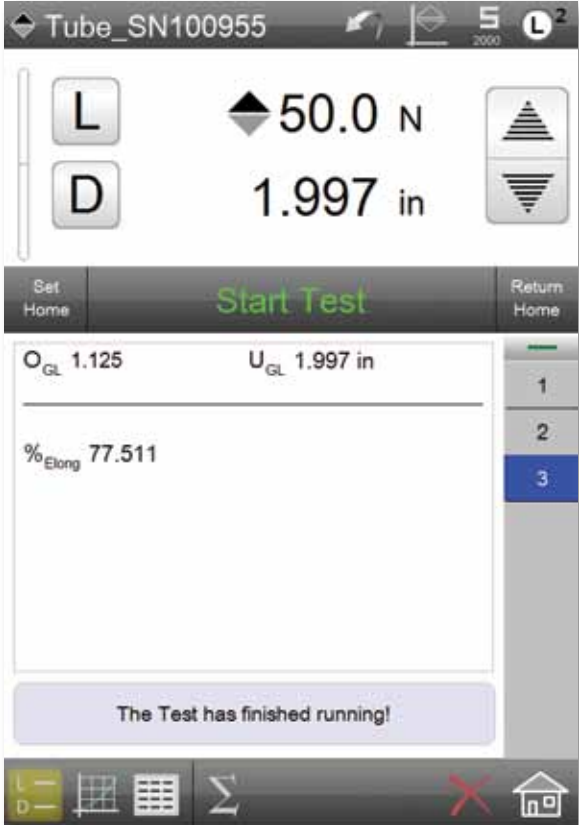 Tube_SN100955
5
2000
L2
L
50.0 N
D
1.997 in
Set
Home
Start Test
Return
Home
OGL 1.125 UGL 1.997 in
1
2
3
%Elong 77.511
The Test has finished running!
L
D
Σ